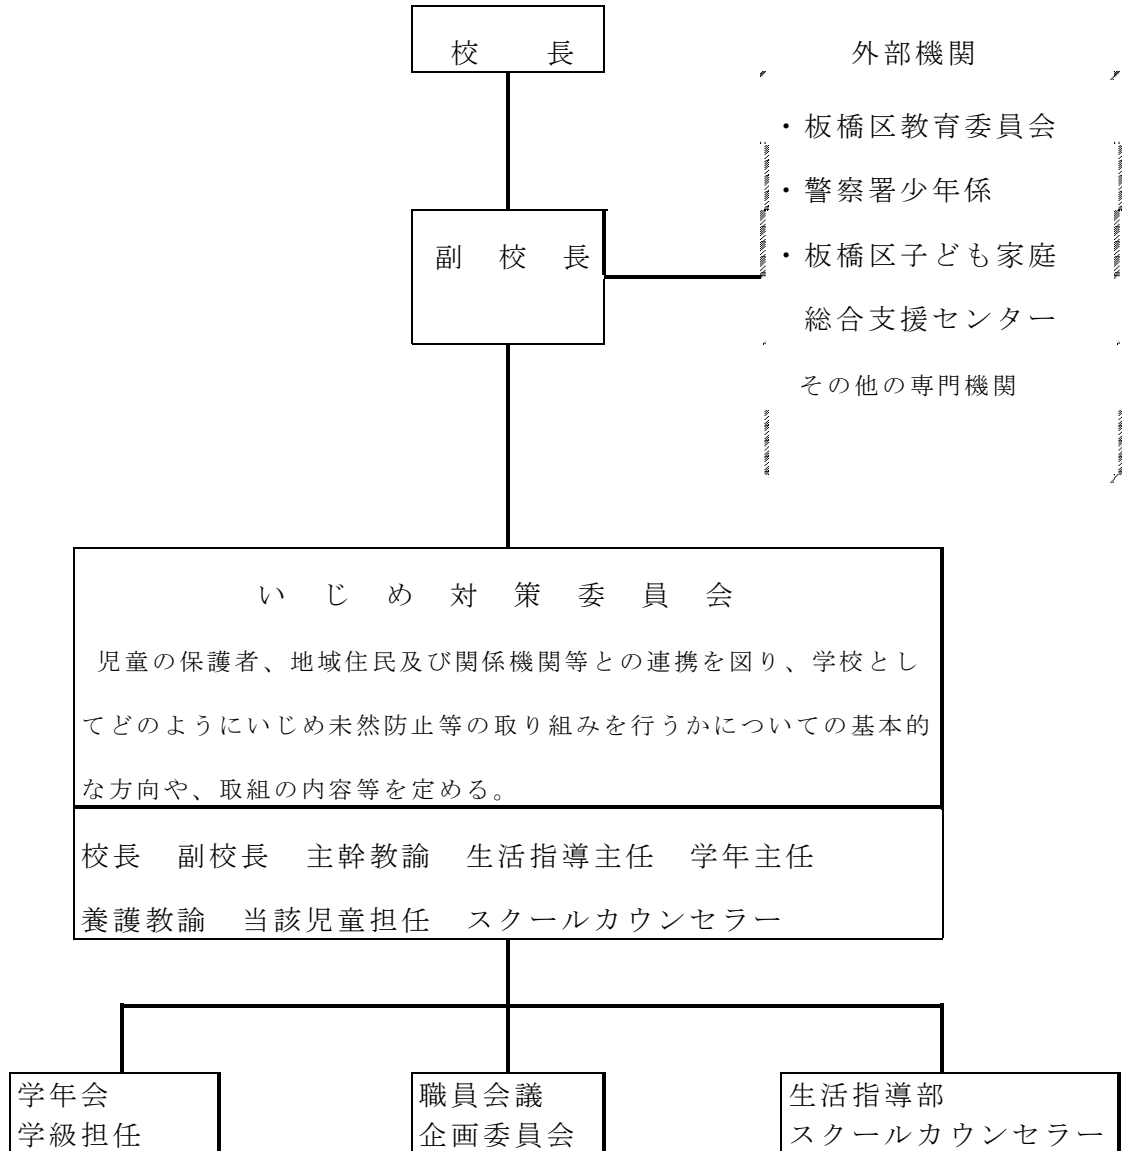 校　長
外部機関
・板橋区教育委員会
・警察署少年係
副　校　長
・板橋区子ども家庭
総合支援センター
その他の専門機関
い　じ　め　対　策　委　員　会
児童の保護者、地域住民及び関係機関等との連携を図り、学校とし
てどのようにいじめ未然防止等の取り組みを行うかについての基本的
な方向や、取組の内容等を定める。
校長　副校長　主幹教諭　生活指導主任　学年主任
養護教諭　当該児童担任　スクールカウンセラー
学年会
学級担任
職員会議
企画委員会
生活指導部
スクールカウンセラー